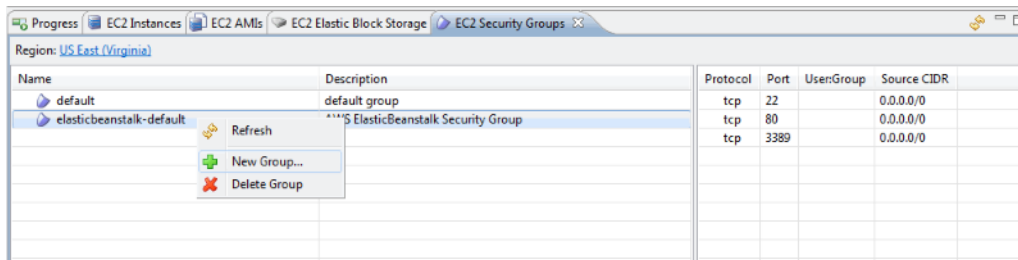 Progress EC2 Instances EC2 AMIs EC2 Elastic Block Storage EC2 Security Groups
Region: US East (Virginia)
Name Description Protocol Port User:Group Source CIDR
default default group tcp 22 0.0.0.0/0
elasticbeanstalk-default AWS ElasticBeanstalk Security Group tcp 80 0.0.0.0/0
Refresh tcp 3389 0.0.0.0/0
New Group...
Delete Group